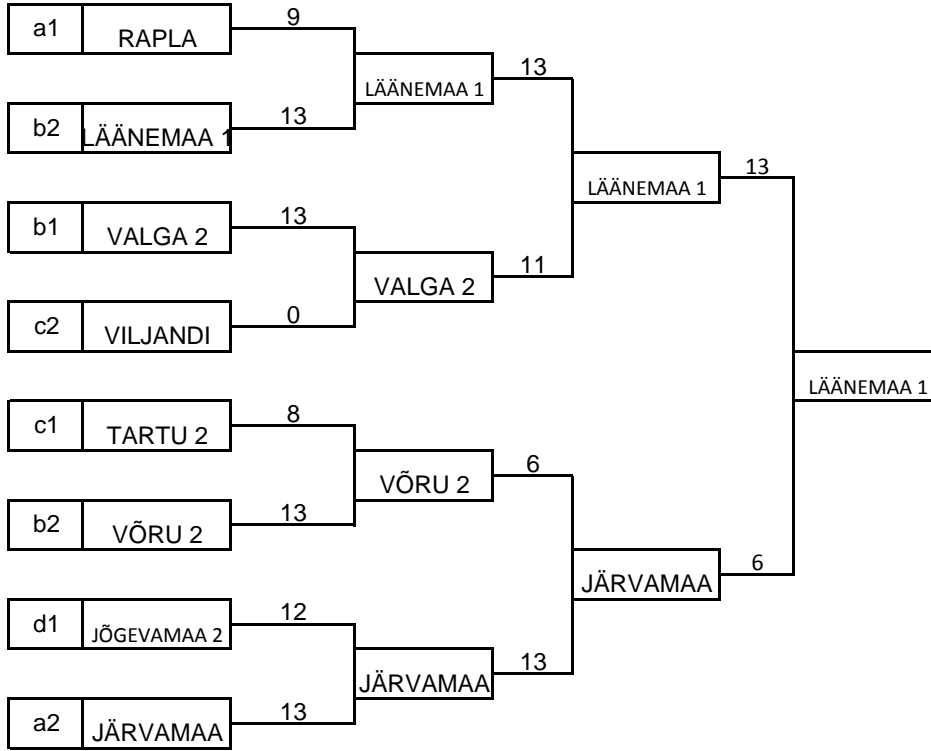 a1 RAPLA 9
LÄÄNEMAA 1 13
b2 LÄÄNEMAA 1 13
LÄÄNEMAA 1 13
b1 VALGA 2 13
VALGA 2 11
c2 VILJANDI 0
LÄÄNEMAA 1
c1 TARTU 2 8
VÕRU 2 6
b2 VÕRU 2 13
JÄRVAMAA 6
d1 JÕGEVAMAA 2 12
JÄRVAMAA 13
a2 JÄRVAMAA 13